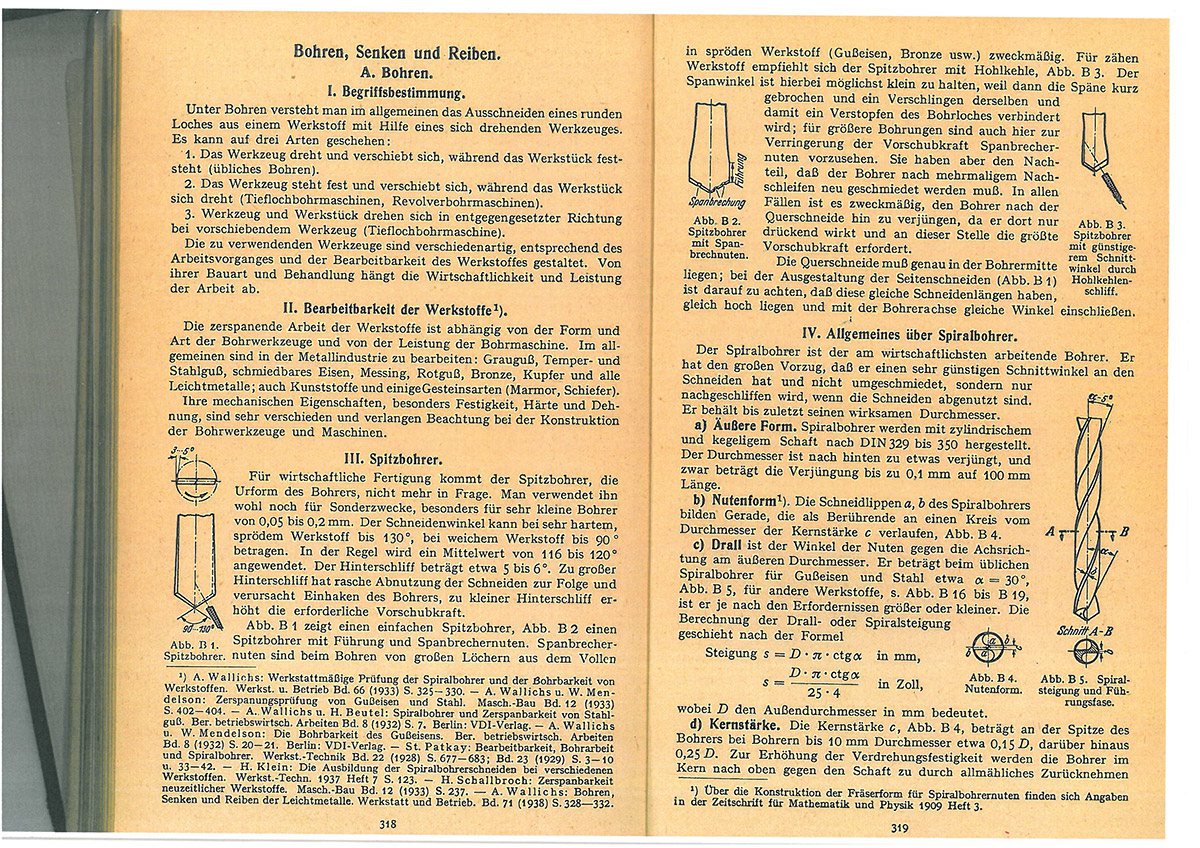 Bohren, Senken und Reiben.
A. Bohren.
I. Begriffsbestimmung.
Unter Bohren versteht man im allgemeinen das Ausschneiden eines runden
Loches aus einem Werkstoff mit Hilfe eines sich drehenden Werkzeuges.
Es kann auf drei Arten geschehen:
1. Das Werkzeug dreht und verschiebt sich, während das Werkstück fest-
steht (übliches Bohren).
2. Das Werkzeug steht fest und verschiebt sich, während das Werkstück
sich dreht (Tieflochbohrmaschinen, Revolverbohrmaschinen).
3. Werkzeug und Werkstück drehen sich in entgegengesetzter Richtung
bei vorschiebendem Werkzeug (Tieflochbohrmaschine).
Die zu verwendenden Werkzeuge sind verschiedenartig, entsprechend des
Arbeitsvorganges und der Bearbeitbarkeit des Werkstoffes gestaltet. Von
ihrer Bauart und Behandlung hängt die Wirtschaftlichkeit und Leistung
der Arbeit ab.
II. Bearbeitbarkeit der Werkstoffe¹).
Die zerspanende Arbeit der Werkstoffe ist abhängig von der Form und
Art der Bohrwerkzeuge und von der Leistung der Bohrmaschine. Im all-
gemeinen sind in der Metallindustrie zu bearbeiten: Grauguß, Temper- und
Stahlguß, schmiedbares Eisen, Messing, Rotguß, Bronze, Kupfer und alle
Leichtmetalle; auch Kunststoffe und einige Gesteinsarten (Marmor, Schiefer).
Ihre mechanischen Eigenschaften, besonders Festigkeit, Härte und Deh-
nung, sind sehr verschieden und verlangen Beachtung bei der Konstruktion
der Bohrwerkzeuge und Maschinen.
III. Spitzbohrer.
3–5°
Für wirtschaftliche Fertigung kommt der Spitzbohrer, die
Urform des Bohrers, nicht mehr in Frage. Man verwendet ihn
wohl noch für Sonderzwecke, besonders für sehr kleine Bohrer
von 0,05 bis 0,2 mm. Der Schneidenwinkel kann bei sehr hartem,
sprödem Werkstoff bis 130°, bei weichem Werkstoff bis 90°
betragen. In der Regel wird ein Mittelwert von 116 bis 120°
angewendet. Der Hinterschliff beträgt etwa 5 bis 6°. Zu großer
Hinterschliff hat rasche Abnutzung der Schneiden zur Folge und
verursacht Einhaken des Bohrers, zu kleiner Hinterschliff er-
höht die erforderliche Vorschubkraft.
90–130°
Abb. B 1.
Spitzbohrer.
Abb. B 1 zeigt einen einfachen Spitzbohrer, Abb. B 2 einen
Spitzbohrer mit Führung und Spanbrechernuten. Spanbrecher-
nuten sind beim Bohren von großen Löchern aus dem Vollen
¹) A. Wallichs: Werkstattmäßige Prüfung der Spiralbohrer und der Bohrbarkeit von
Werkstoffen. Werkst. u. Betrieb Bd. 66 (1933) S. 325–330. — A. Wallichs u. W. Men-
delson: Zerspanungsprüfung von Gußeisen und Stahl. Masch.-Bau Bd. 12 (1933)
S. 402–404. — A. Wallichs u. H. Beutel: Spiralbohrer und Zerspanbarkeit von Stahl-
guß. Ber. betriebswirtsch. Arbeiten Bd. 8 (1932) S. 7. Berlin: VDI-Verlag. — A. Wallichs
u. W. Mendelson: Die Bohrbarkeit des Gußeisens. Ber. betriebswirtsch. Arbeiten
Bd. 8 (1932) S. 20–21. Berlin: VDI-Verlag. — St. Patkay: Bearbeitbarkeit, Bohrarbeit
und Spiralbohrer. Werkst.-Technik Bd. 22 (1928) S. 677–683; Bd. 23 (1929) S. 3–10
u. 33–42. — H. Klein: Die Ausbildung der Spiralbohrerschneiden bei verschiedenen
Werkstoffen. Werkst.-Techn. 1937 Heft 7 S. 123. — H. Schallbroch: Zerspanbarkeit
neuzeitlicher Werkstoffe. Masch.-Bau Bd. 12 (1933) S. 237. — A. Wallichs: Bohren,
Senken und Reiben der Leichtmetalle. Werkstatt und Betrieb. Bd. 71 (1938) S. 328–332.
318
in spröden Werkstoff (Gußeisen, Bronze usw.) zweckmäßig. Für zähen
Werkstoff empfiehlt sich der Spitzbohrer mit Hohlkehle, Abb. B 3. Der
Spanwinkel ist hierbei möglichst klein zu halten, weil dann die Späne kurz
gebrochen und ein Verschlingen derselben und
damit ein Verstopfen des Bohrloches verbindert
wird; für größere Bohrungen sind auch hier zur
Verringerung der Vorschubkraft Spanbrecher-
nuten vorzusehen. Sie haben aber den Nach-
teil, daß der Bohrer nach mehrmaligem Nach-
schleifen neu geschmiedet werden muß. In allen
Fällen ist es zweckmäßig, den Bohrer nach der
Querschneide hin zu verjüngen, da er dort nur
drückend wirkt und an dieser Stelle die größte
Vorschubkraft erfordert.
Führung
Spanbrechung
Abb. B 2.
Spitzbohrer
mit Span-
brechnuten.
Abb. B 3.
Spitzbohrer
mit günstige-
rem Schnitt-
winkel durch
Hohlkehlen-
schliff.
Die Querschneide muß genau in der Bohrermitte
liegen; bei der Ausgestaltung der Seitenschneiden (Abb. B 1)
ist darauf zu achten, daß diese gleiche Schneidenlängen haben,
gleich hoch liegen und mit der Bohrerachse gleiche Winkel einschließen.
IV. Allgemeines über Spiralbohrer.
Der Spiralbohrer ist der am wirtschaftlichsten arbeitende Bohrer. Er
hat den großen Vorzug, daß er einen sehr günstigen Schnittwinkel an den
Schneiden hat und nicht umgeschmiedet, sondern nur
nachgeschliffen wird, wenn die Schneiden abgenutzt sind.
Er behält bis zuletzt seinen wirksamen Durchmesser.
a) Äußere Form. Spiralbohrer werden mit zylindrischem
und kegeligem Schaft nach DIN 329 bis 350 hergestellt.
Der Durchmesser ist nach hinten zu etwas verjüngt, und
zwar beträgt die Verjüngung bis zu 0,1 mm auf 100 mm
Länge.
b) Nutenform¹). Die Schneidlippen a, b des Spiralbohrers
bilden Gerade, die als Berührende an einen Kreis vom
Durchmesser der Kernstärke c verlaufen, Abb. B 4.
c) Drall ist der Winkel der Nuten gegen die Achsrich-
tung am äußeren Durchmesser. Er beträgt beim üblichen
Spiralbohrer für Gußeisen und Stahl etwa α = 30°,
Abb. B 5, für andere Werkstoffe, s. Abb. B 16 bis B 19,
ist er je nach den Erfordernissen größer oder kleiner. Die
Berechnung der Drall- oder Spiralsteigung
geschieht nach der Formel
Steigung s = D · π · ctg α in mm,
s = D · π · ctg α / 25 · 4 in Zoll,
A B
α
Schnitt A-B
a b
b a
Abb. B 4.
Nutenform.
Abb. B 5. Spiral-
steigung und Füh-
rungsfase.
wobei D den Außendurchmesser in mm bedeutet.
d) Kernstärke. Die Kernstärke c, Abb. B 4, beträgt an der Spitze des
Bohrers bei Bohrern bis 10 mm Durchmesser etwa 0,15 D, darüber hinaus
0,25 D. Zur Erhöhung der Verdrehungsfestigkeit werden die Bohrer im
Kern nach oben gegen den Schaft zu durch allmähliches Zurücknehmen
¹) Über die Konstruktion der Fräserform für Spiralbohrernuten finden sich Angaben
in der Zeitschrift für Mathematik und Physik 1909 Heft 3.
319